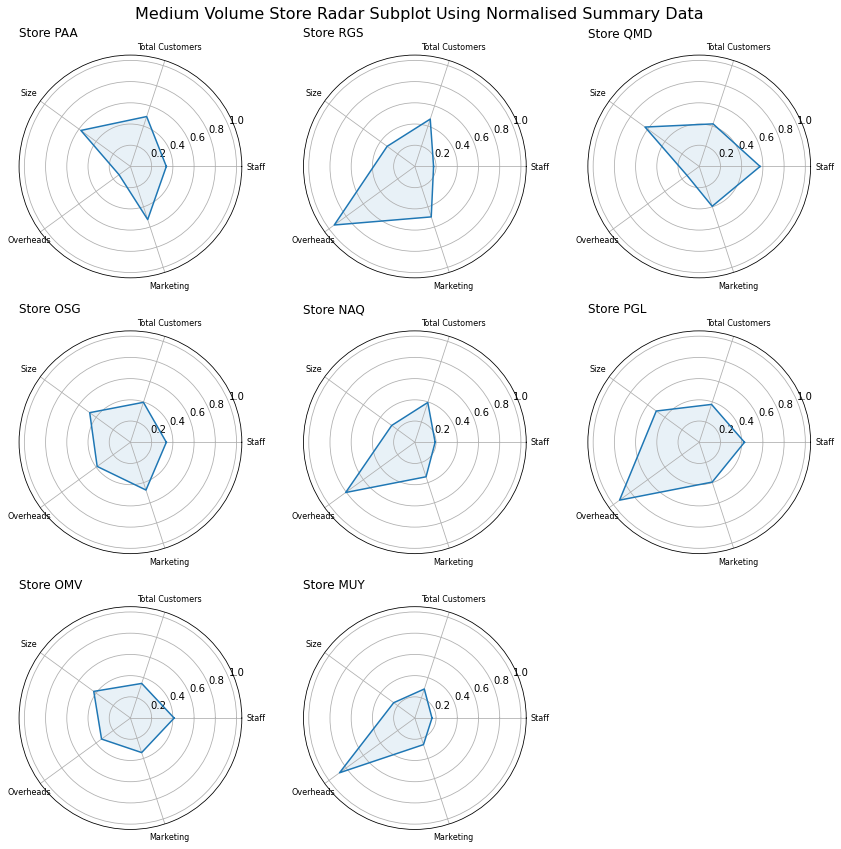 Medium Volume Store Radar Subplot Using Normalised Summary Data
Store PAA
Total Customers
Size
1.0
0.8
0.6
0.4
0.2
Staff
Overheads
Marketing
Store RGS
Total Customers
Size
1.0
0.8
0.6
0.4
0.2
Staff
Overheads
Marketing
Store QMD
Total Customers
Size
1.0
0.8
0.6
0.4
0.2
Staff
Overheads
Marketing
Store OSG
Total Customers
Size
1.0
0.8
0.6
0.4
0.2
Staff
Overheads
Marketing
Store NAQ
Total Customers
Size
1.0
0.8
0.6
0.4
0.2
Staff
Overheads
Marketing
Store PGL
Total Customers
Size
1.0
0.8
0.6
0.4
0.2
Staff
Overheads
Marketing
Store OMV
Total Customers
Size
1.0
0.8
0.6
0.4
0.2
Staff
Overheads
Marketing
Store MUY
Total Customers
Size
1.0
0.8
0.6
0.4
0.2
Staff
Overheads
Marketing